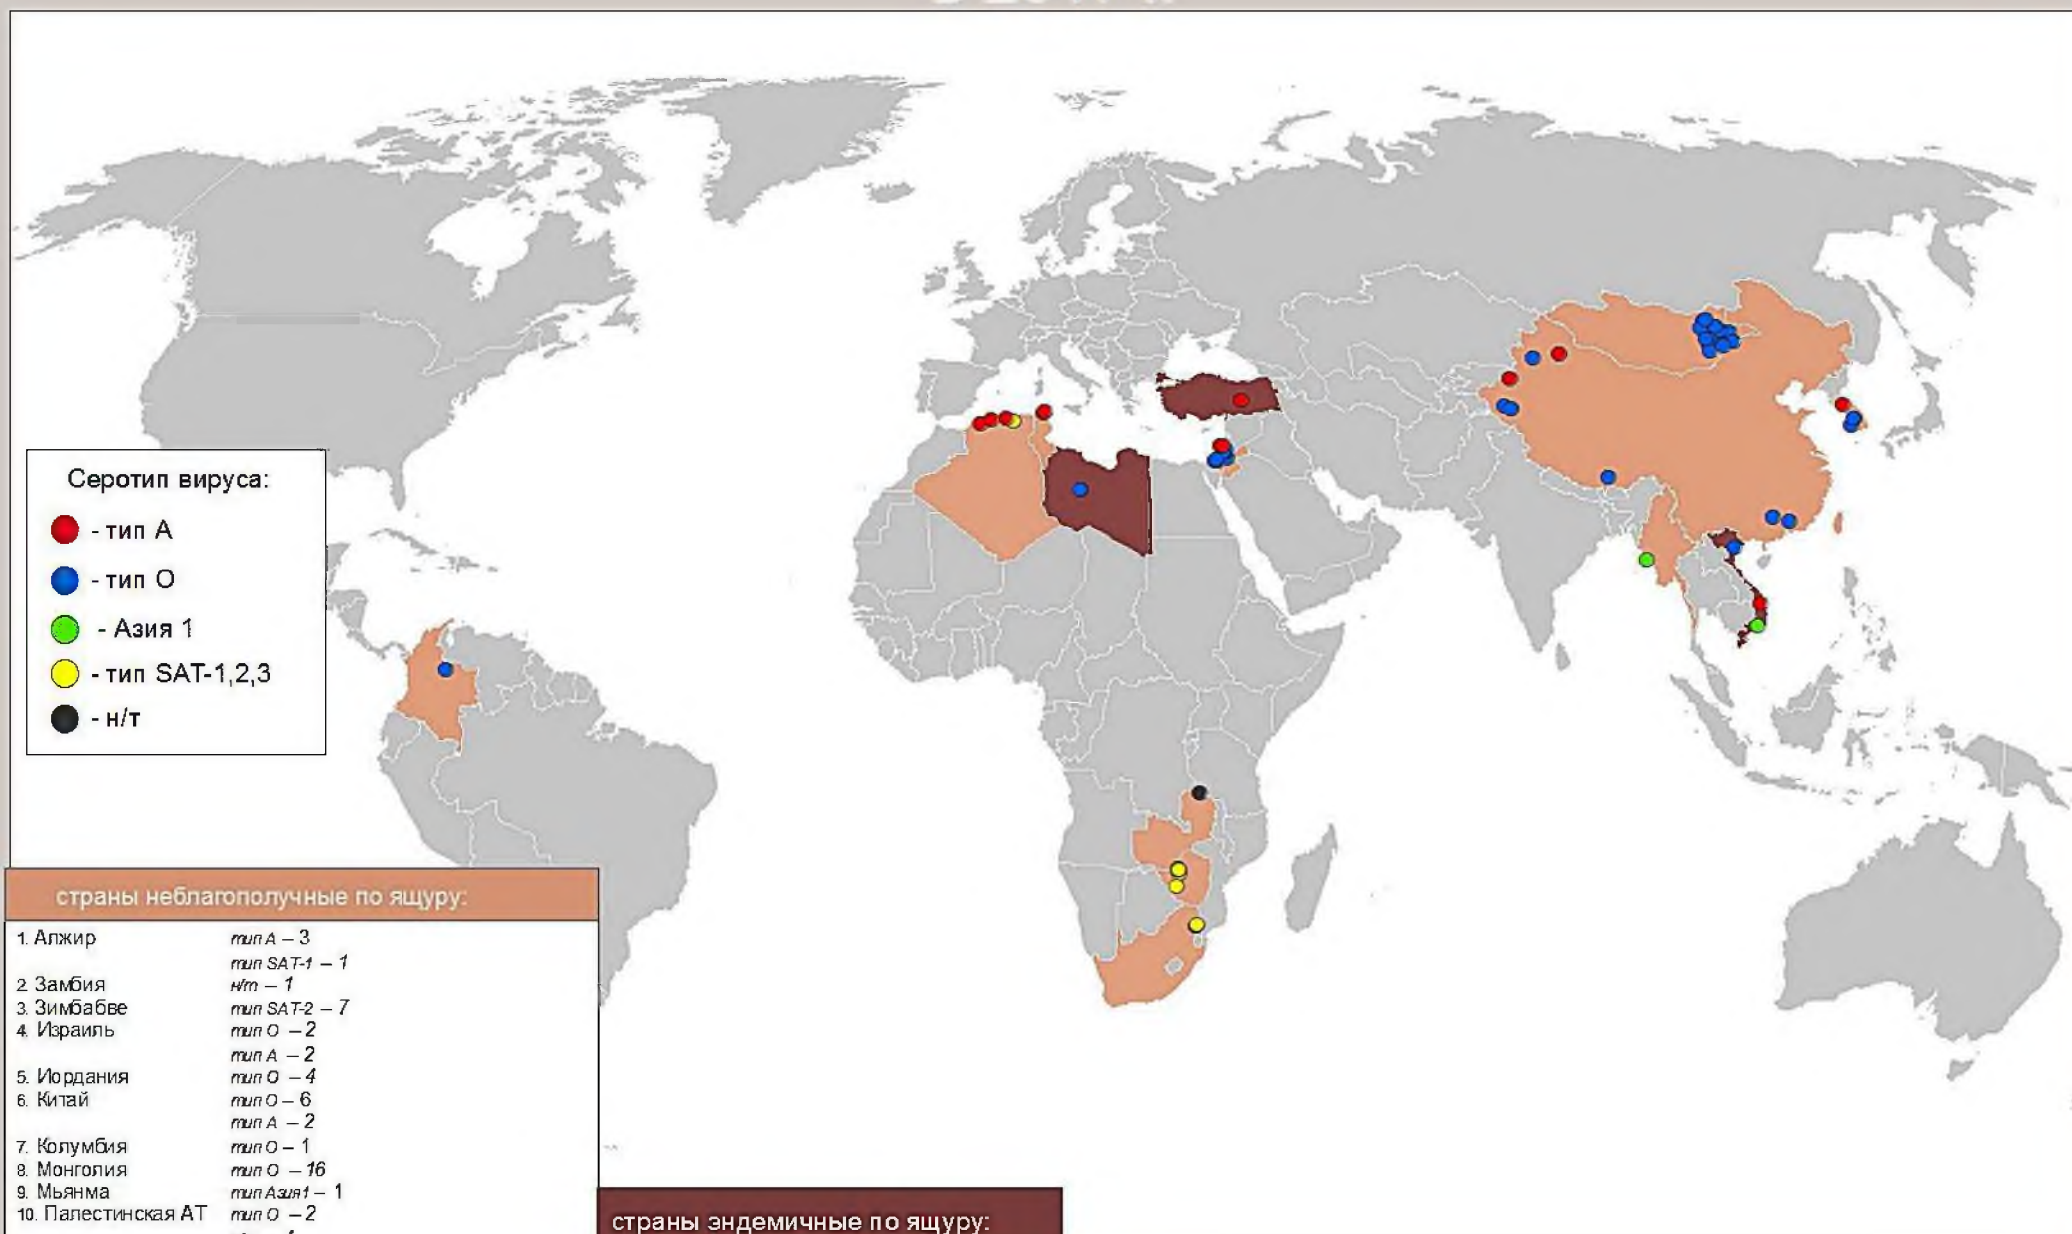 Серотип вируса:
- тип А
- тип О
- Азия 1
- тип SAT-1,2,3
- н/т
страны неблагополучные по ящуру:
1. Алжир тип А – 3
тип SAT-1 – 1
2. Замбия н/т – 1
3. Зимбабве тип SAT-2 – 7
4. Израиль тип О – 2
тип А – 2
5. Иордания тип О – 4
6. Китай тип О – 6
тип А – 2
7. Колумбия тип О – 1
8. Монголия тип О – 16
9. Мьянма тип Азия1 – 1
10. Палестинская АТ тип О – 2
страны эндемичные по ящуру: